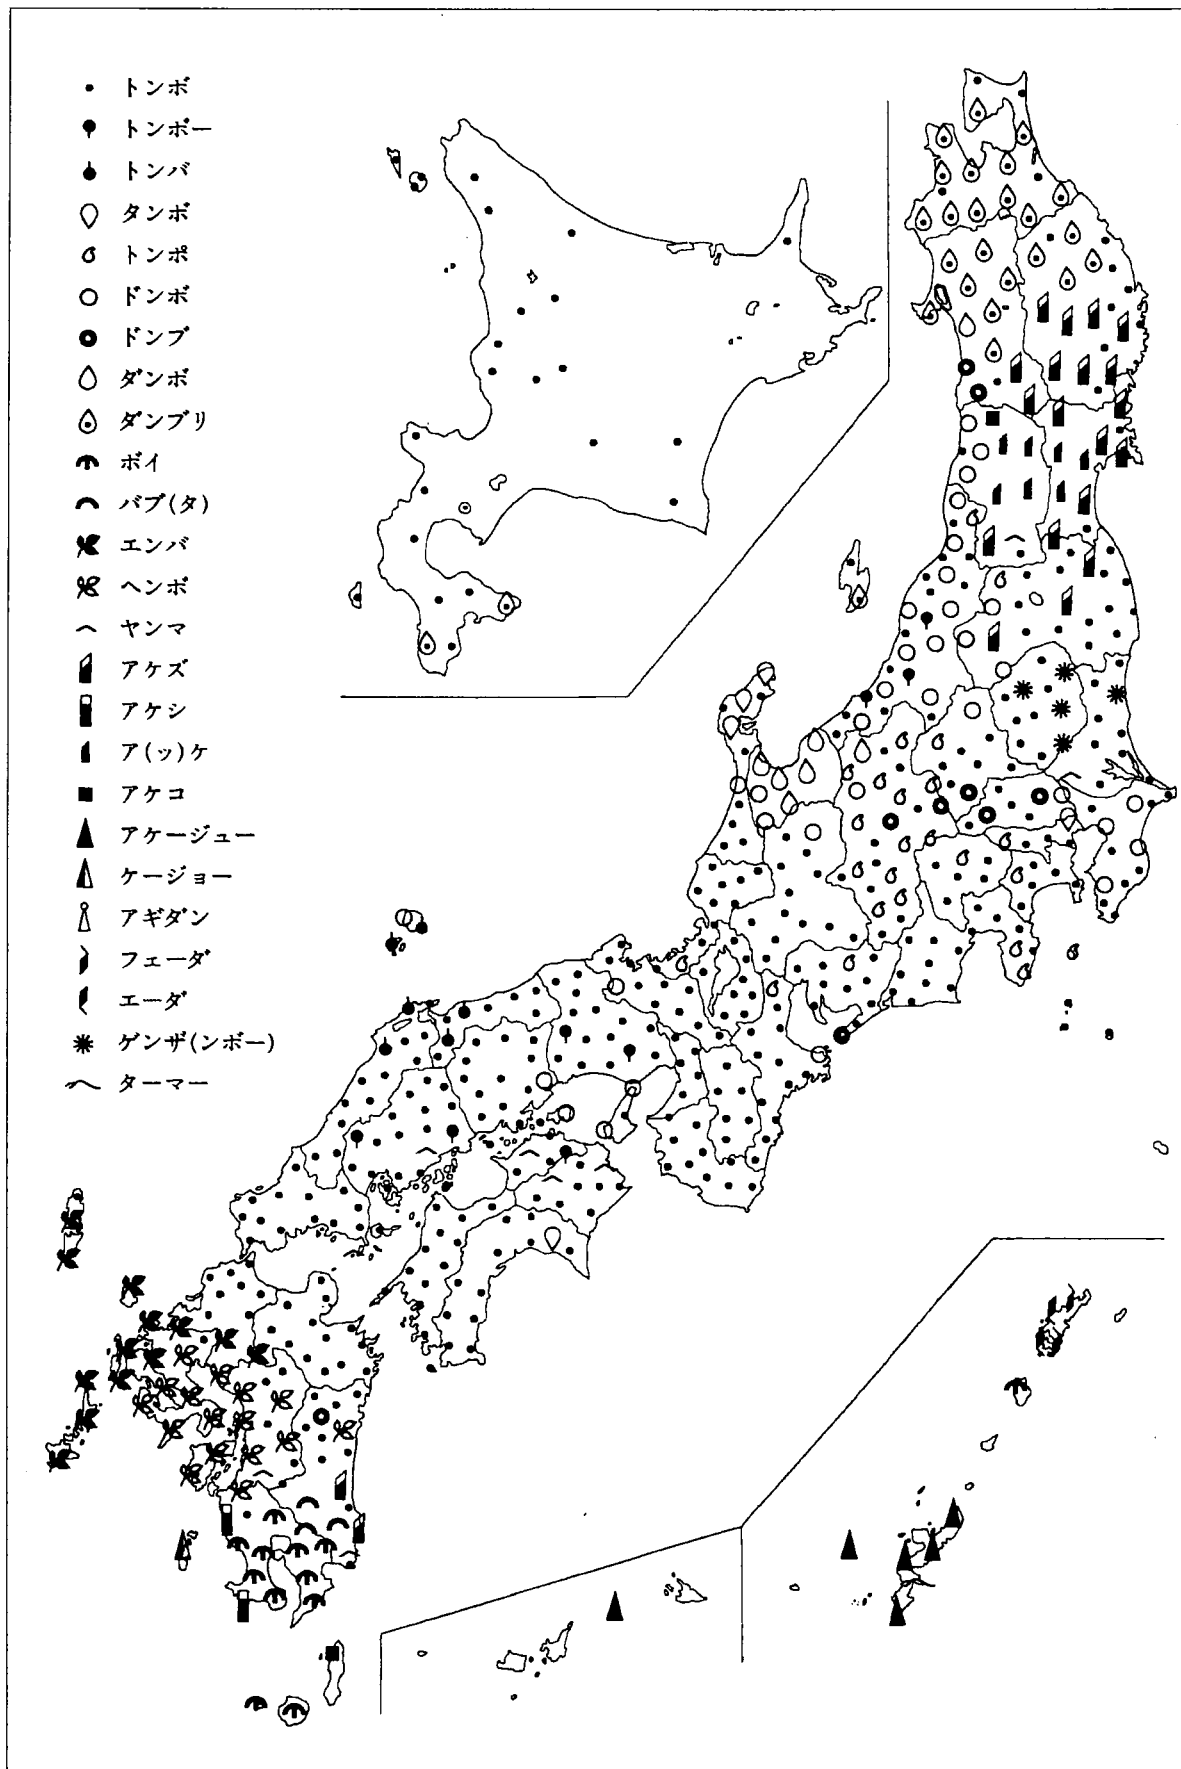 トンボ
トンボー
トンバ
タンボ
トンポ
ドンボ
ドンブ
ダンボ
ダンブリ
ボイ
バブ(タ)
エンバ
ヘンボ
ヤンマ
アケズ
アケシ
ア(ッ)ケ
アケコ
アケージュー
ケージョー
アギダン
フェーダ
エーダ
ゲンザ(ンボー)
ターマー